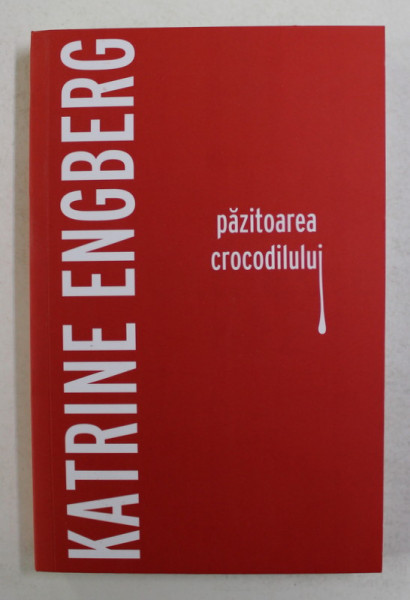 KATRINE ENGBERG
păzitoarea
crocodilului